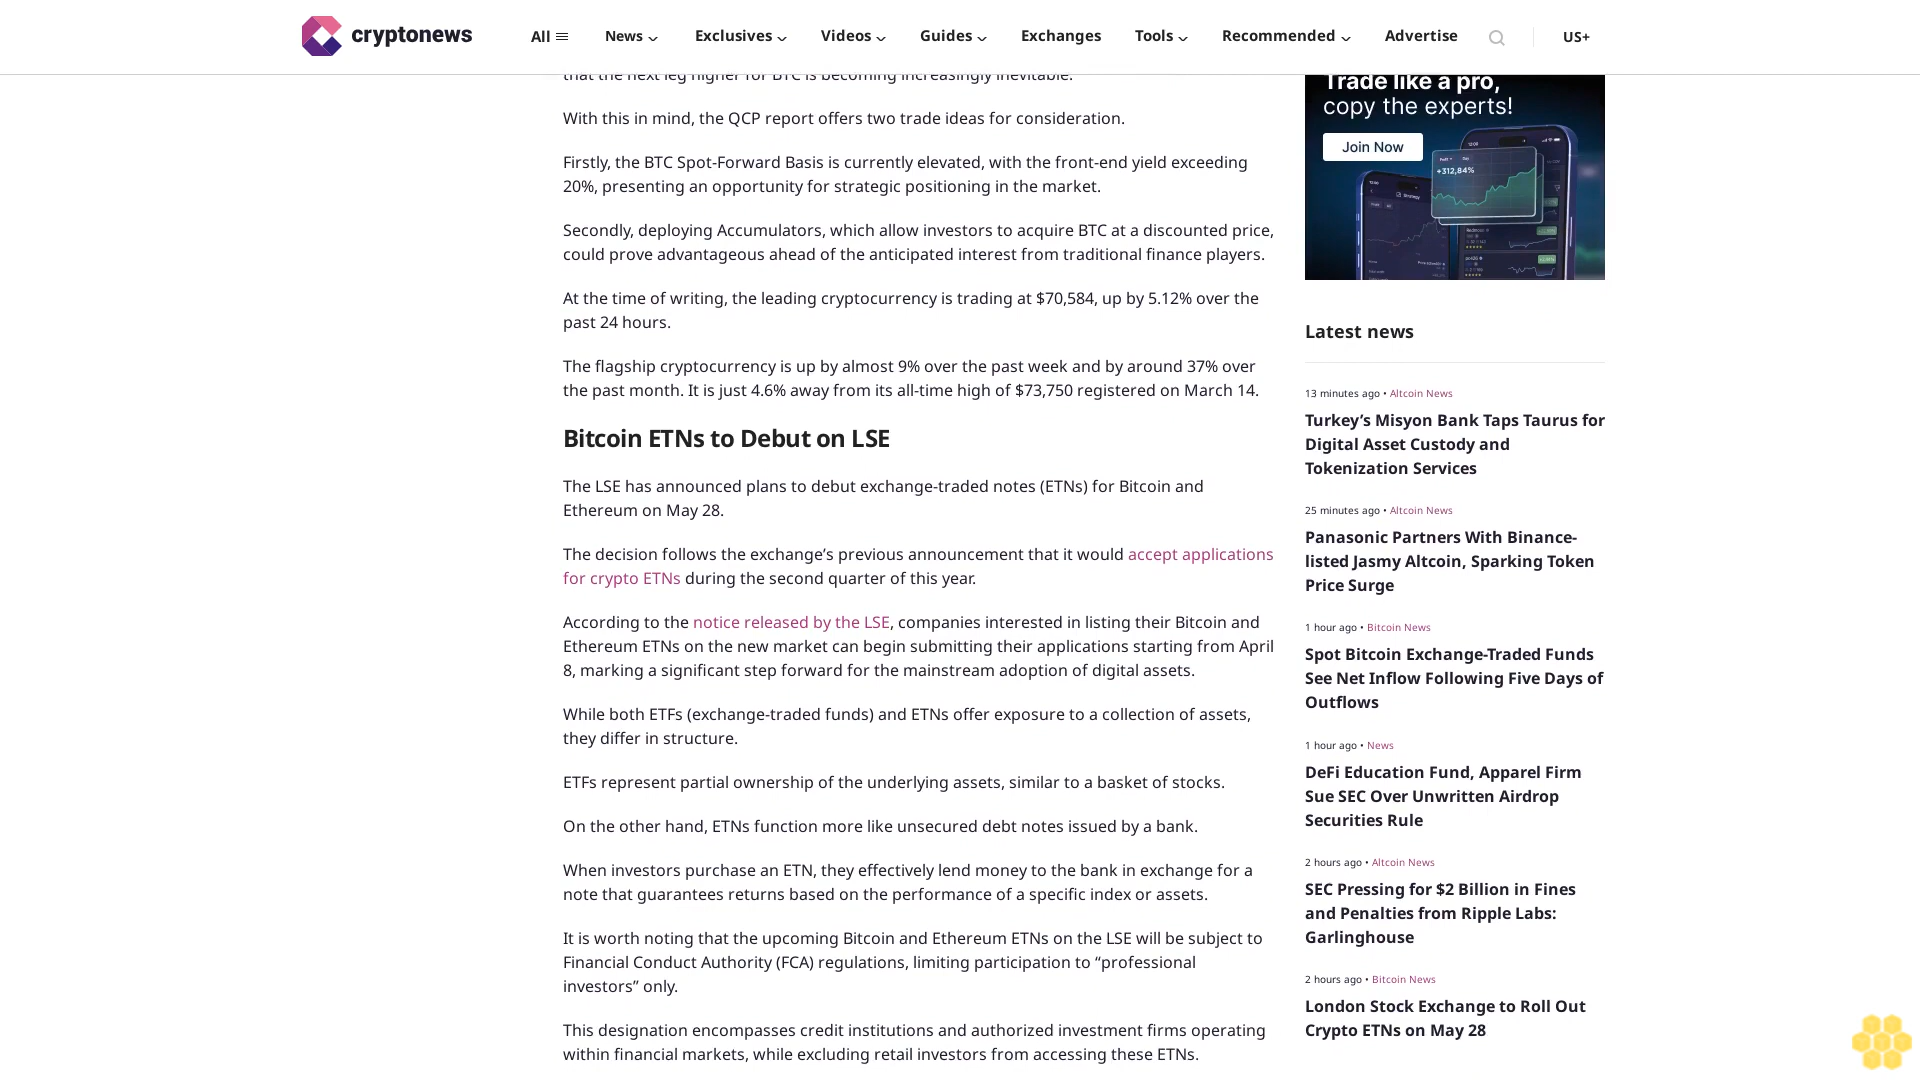 cryptonews
All
News
Exclusives
Videos
Guides
Exchanges
Tools
Recommended
Advertise
US+
that the next leg higher for BTC is becoming increasingly inevitable.
With this in mind, the QCP report offers two trade ideas for consideration.
Firstly, the BTC Spot-Forward Basis is currently elevated, with the front-end yield exceeding
20%, presenting an opportunity for strategic positioning in the market.
Secondly, deploying Accumulators, which allow investors to acquire BTC at a discounted price,
could prove advantageous ahead of the anticipated interest from traditional finance players.
At the time of writing, the leading cryptocurrency is trading at $70,584, up by 5.12% over the
past 24 hours.
The flagship cryptocurrency is up by almost 9% over the past week and by around 37% over
the past month. It is just 4.6% away from its all-time high of $73,750 registered on March 14.
Bitcoin ETNs to Debut on LSE
The LSE has announced plans to debut exchange-traded notes (ETNs) for Bitcoin and
Ethereum on May 28.
The decision follows the exchange’s previous announcement that it would accept applications
for crypto ETNs during the second quarter of this year.
According to the notice released by the LSE, companies interested in listing their Bitcoin and
Ethereum ETNs on the new market can begin submitting their applications starting from April
8, marking a significant step forward for the mainstream adoption of digital assets.
While both ETFs (exchange-traded funds) and ETNs offer exposure to a collection of assets,
they differ in structure.
ETFs represent partial ownership of the underlying assets, similar to a basket of stocks.
On the other hand, ETNs function more like unsecured debt notes issued by a bank.
When investors purchase an ETN, they effectively lend money to the bank in exchange for a
note that guarantees returns based on the performance of a specific index or assets.
It is worth noting that the upcoming Bitcoin and Ethereum ETNs on the LSE will be subject to
Financial Conduct Authority (FCA) regulations, limiting participation to “professional
investors” only.
This designation encompasses credit institutions and authorized investment firms operating
within financial markets, while excluding retail investors from accessing these ETNs.
Trade like a pro,
copy the experts!
Join Now
+312,84%
Latest news
13 minutes ago • Altcoin News
Turkey’s Misyon Bank Taps Taurus for
Digital Asset Custody and
Tokenization Services
25 minutes ago • Altcoin News
Panasonic Partners With Binance-
listed Jasmy Altcoin, Sparking Token
Price Surge
1 hour ago • Bitcoin News
Spot Bitcoin Exchange-Traded Funds
See Net Inflow Following Five Days of
Outflows
1 hour ago • News
DeFi Education Fund, Apparel Firm
Sue SEC Over Unwritten Airdrop
Securities Rule
2 hours ago • Altcoin News
SEC Pressing for $2 Billion in Fines
and Penalties from Ripple Labs:
Garlinghouse
2 hours ago • Bitcoin News
London Stock Exchange to Roll Out
Crypto ETNs on May 28